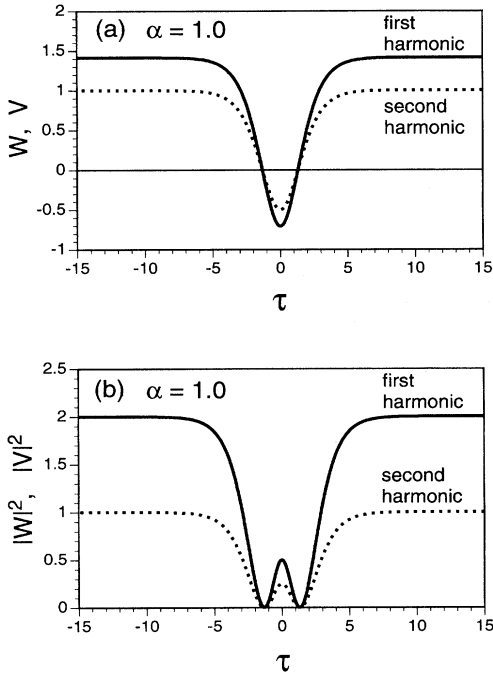 2
(a) α = 1.0
first
harmonic
1.5
1
second
harmonic
0.5
W, V
0
-0.5
-1
-15 -10 -5 0 5 10 15
τ
2.5
(b) α = 1.0
first
harmonic
2
|W|², |V|²
1.5
second
harmonic
1
0.5
0
-15 -10 -5 0 5 10 15
τ